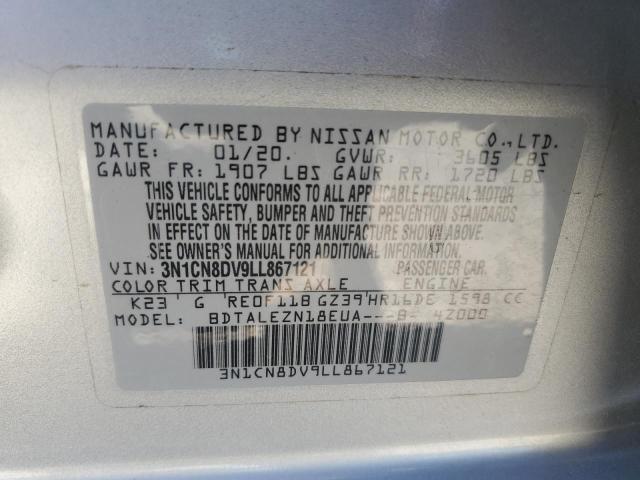 MANUFACTURED BY NISSAN MOTOR CO., LTD.
DATE: 01/20. GVWR: 3605 LBS
GAWR FR: 1907 LBS GAWR RR: 1720 LBS
THIS VEHICLE CONFORMS TO ALL APPLICABLE FEDERAL MOTOR
VEHICLE SAFETY, BUMPER AND THEFT PREVENTION STANDARDS
IN EFFECT ON THE DATE OF MANUFACTURE SHOWN ABOVE.
SEE OWNER'S MANUAL FOR ADDITIONAL INFORMATION.
VIN: 3N1CN8DV9LL867121 PASSENGER CAR.
COLOR TRIM TRANS AXLE ENGINE
K23 G RE0F11B GZ39 HR16DE 1598 CC
MODEL: BDTALEZN18EUA---B- 4Z000
3N1CN8DV9LL867121